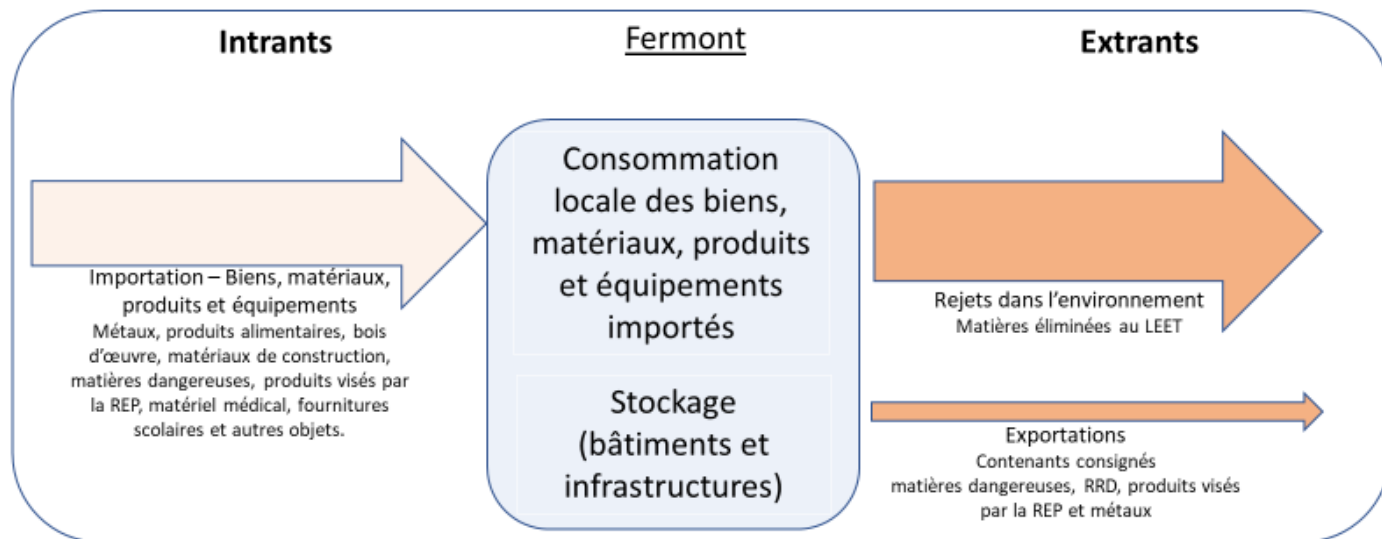 Intrants
Importation – Biens, matériaux,
produits et équipements
Métaux, produits alimentaires, bois
d’œuvre, matériaux de construction,
matières dangereuses, produits visés par
la REP, matériel médical, fournitures
scolaires et autres objets.
Fermont
Consommation
locale des biens,
matériaux, produits
et équipements
importés
Stockage
(bâtiments et
infrastructures)
Extrants
Rejets dans l’environnement
Matières éliminées au LEET
Exportations
Contenants consignés
matières dangereuses, RRD, produits visés
par la REP et métaux